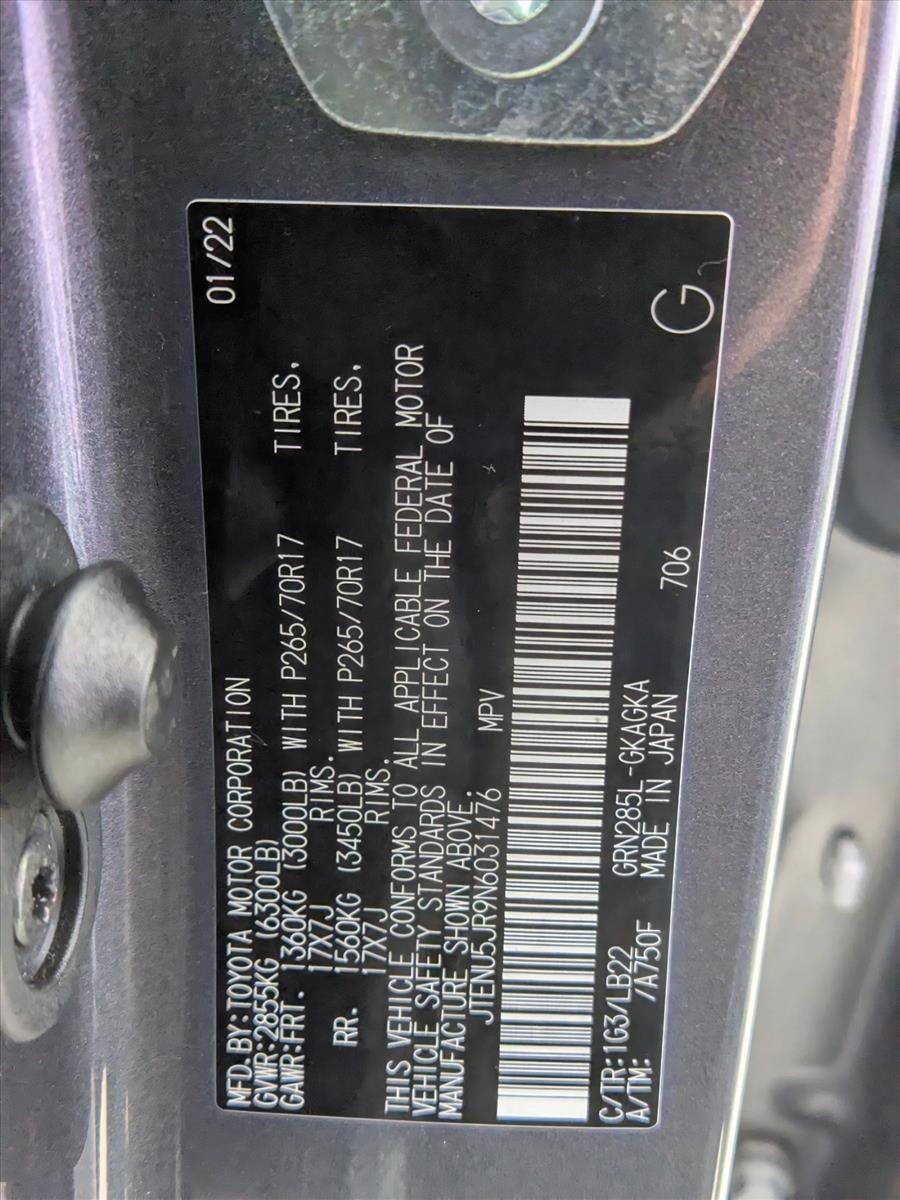 MFD.BY:TOYOTA MOTOR CORPORATION 01/22
GVWR:2855KG (6300LB)
GAWR:FRT. 1360KG (3000LB) WITH P265/70R17 TIRES,
17X7J RIMS.
RR. 1560KG (3450LB) WITH P265/70R17 TIRES,
17X7J RIMS.
THIS VEHICLE CONFORMS TO ALL APPLICABLE FEDERAL MOTOR
VEHICLE SAFETY STANDARDS IN EFFECT ON THE DATE OF
MANUFACTURE SHOWN ABOVE.
JTENU5JR9N6031476 MPV
C/TR:1G3/LB22 GRN285L-GKAGKA
A/TM: /A750F MADE IN JAPAN 706 G